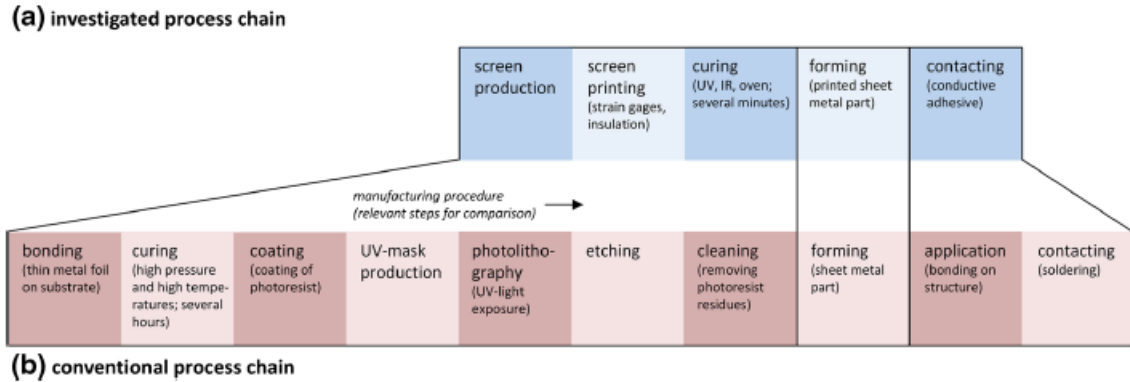 (a) investigated process chain
screen
production
screen
printing
(strain gages,
insulation)
curing
(UV, IR, oven;
several minutes)
forming
(printed sheet
metal part)
contacting
(conductive
adhesive)
manufacturing procedure
(relevant steps for comparison)
bonding
(thin metal foil
on substrate)
curing
(high pressure
and high tempe-
ratures; several
hours)
coating
(coating of
photoresist)
UV-mask
production
photolitho-
graphy
(UV-light
exposure)
etching
cleaning
(removing
photoresist
residues)
forming
(sheet metal
part)
application
(bonding on
structure)
contacting
(soldering)
(b) conventional process chain